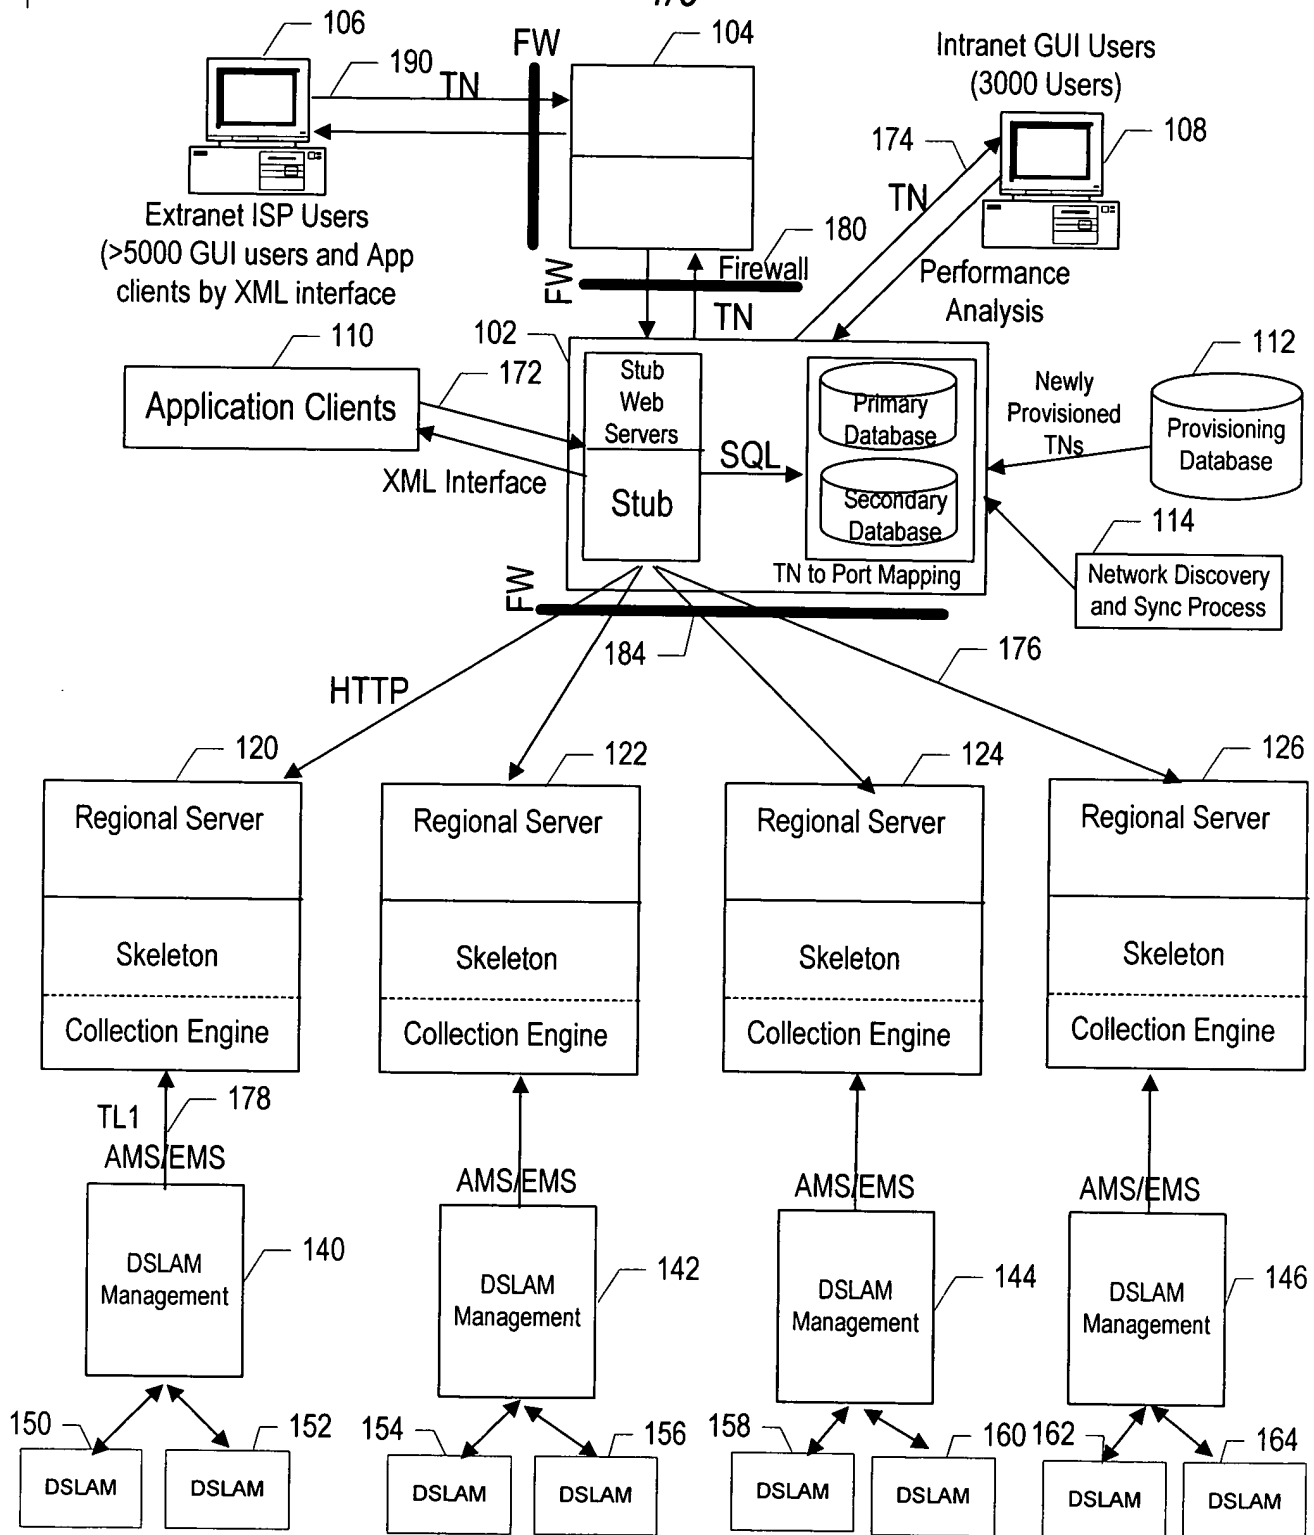 106
190
TN
FW
104
Intranet GUI Users
(3000 Users)
174
108
TN
Extranet ISP Users
(>5000 GUI users and App
clients by XML interface
180
FW
Firewall
TN
Performance
Analysis
110
172
102
112
Application Clients
XML Interface
Stub
Web
Servers
Stub
SQL
Primary
Database
Secondary
Database
TN to Port Mapping
Newly
Provisioned
TNs
Provisioning
Database
114
Network Discovery
and Sync Process
FW
184
176
HTTP
120
122
124
126
Regional Server
Regional Server
Regional Server
Regional Server
Skeleton
Skeleton
Skeleton
Skeleton
Collection Engine
Collection Engine
Collection Engine
Collection Engine
TL1
178
AMS/EMS
AMS/EMS
AMS/EMS
AMS/EMS
DSLAM
Management
140
DSLAM
Management
142
DSLAM
Management
144
DSLAM
Management
146
150
152
154
156
158
160
162
164
DSLAM
DSLAM
DSLAM
DSLAM
DSLAM
DSLAM
DSLAM
DSLAM